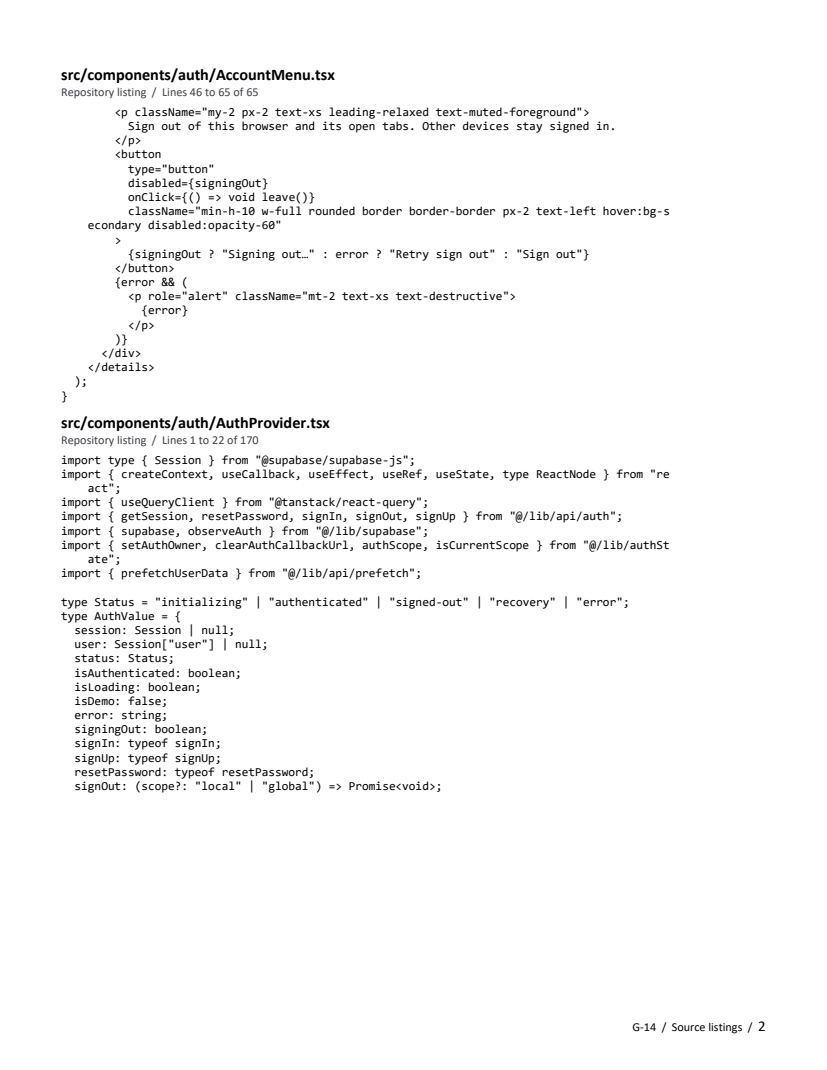 src/components/auth/AccountMenu.tsx
Repository listing / Lines 46 to 65 of 65
        <p className="my-2 px-2 text-xs leading-relaxed text-muted-foreground">
          Sign out of this browser and its open tabs. Other devices stay signed in.
        </p>
        <button
          type="button"
          disabled={signingOut}
          onClick={() => void leave()}
          className="min-h-10 w-full rounded border border-border px-2 text-left hover:bg-s
    econdary disabled:opacity-60"
        >
          {signingOut ? "Signing out…" : error ? "Retry sign out" : "Sign out"}
        </button>
        {error && (
          <p role="alert" className="mt-2 text-xs text-destructive">
            {error}
          </p>
        )}
      </div>
    </details>
  );
}
src/components/auth/AuthProvider.tsx
Repository listing / Lines 1 to 22 of 170
import type { Session } from "@supabase/supabase-js";
import { createContext, useCallback, useEffect, useRef, useState, type ReactNode } from "re
    act";
import { useQueryClient } from "@tanstack/react-query";
import { getSession, resetPassword, signIn, signOut, signUp } from "@/lib/api/auth";
import { supabase, observeAuth } from "@/lib/supabase";
import { setAuthOwner, clearAuthCallbackUrl, authScope, isCurrentScope } from "@/lib/authSt
    ate";
import { prefetchUserData } from "@/lib/api/prefetch";

type Status = "initializing" | "authenticated" | "signed-out" | "recovery" | "error";
type AuthValue = {
  session: Session | null;
  user: Session["user"] | null;
  status: Status;
  isAuthenticated: boolean;
  isLoading: boolean;
  isDemo: false;
  error: string;
  signingOut: boolean;
  signIn: typeof signIn;
  signUp: typeof signUp;
  resetPassword: typeof resetPassword;
  signOut: (scope?: "local" | "global") => Promise<void>;
G-14 / Source listings / 2